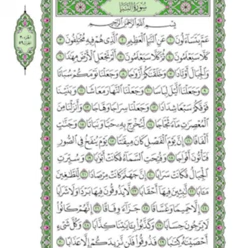 سُورَةُ النَّبَإِ
بِسْمِ اللَّهِ الرَّحْمَٰنِ الرَّحِيمِ
عَمَّ يَتَسَاءَلُونَ ۝١ عَنِ النَّبَإِ الْعَظِيمِ ۝٢ الَّذِي هُمْ فِيهِ مُخْتَلِفُونَ ۝٣
كَلَّا سَيَعْلَمُونَ ۝٤ ثُمَّ كَلَّا سَيَعْلَمُونَ ۝٥ أَلَمْ نَجْعَلِ الْأَرْضَ مِهَادًا ۝٦
وَالْجِبَالَ أَوْتَادًا ۝٧ وَخَلَقْنَاكُمْ أَزْوَاجًا ۝٨ وَجَعَلْنَا نَوْمَكُمْ سُبَاتًا ۝٩
وَجَعَلْنَا اللَّيْلَ لِبَاسًا ۝١٠ وَجَعَلْنَا النَّهَارَ مَعَاشًا ۝١١ وَبَنَيْنَا
فَوْقَكُمْ سَبْعًا شِدَادًا ۝١٢ وَجَعَلْنَا سِرَاجًا وَهَّاجًا ۝١٣ وَأَنْزَلْنَا مِنَ
الْمُعْصِرَاتِ مَاءً ثَجَّاجًا ۝١٤ لِنُخْرِجَ بِهِ حَبًّا وَنَبَاتًا ۝١٥ وَجَنَّاتٍ
أَلْفَافًا ۝١٦ إِنَّ يَوْمَ الْفَصْلِ كَانَ مِيقَاتًا ۝١٧ يَوْمَ يُنْفَخُ فِي الصُّورِ
فَتَأْتُونَ أَفْوَاجًا ۝١٨ وَفُتِحَتِ السَّمَاءُ فَكَانَتْ أَبْوَابًا ۝١٩ وَسُيِّرَتِ
الْجِبَالُ فَكَانَتْ سَرَابًا ۝٢٠ إِنَّ جَهَنَّمَ كَانَتْ مِرْصَادًا ۝٢١ لِلطَّاغِينَ
مَآبًا ۝٢٢ لَابِثِينَ فِيهَا أَحْقَابًا ۝٢٣ لَا يَذُوقُونَ فِيهَا بَرْدًا وَلَا شَرَابًا ۝٢٤
إِلَّا حَمِيمًا وَغَسَّاقًا ۝٢٥ جَزَاءً وِفَاقًا ۝٢٦ إِنَّهُمْ كَانُوا
لَا يَرْجُونَ حِسَابًا ۝٢٧ وَكَذَّبُوا بِآيَاتِنَا كِذَّابًا ۝٢٨ وَكُلَّ شَيْءٍ
أَحْصَيْنَاهُ كِتَابًا ۝٢٩ فَذُوقُوا فَلَنْ نَزِيدَكُمْ إِلَّا عَذَابًا ۝٣٠